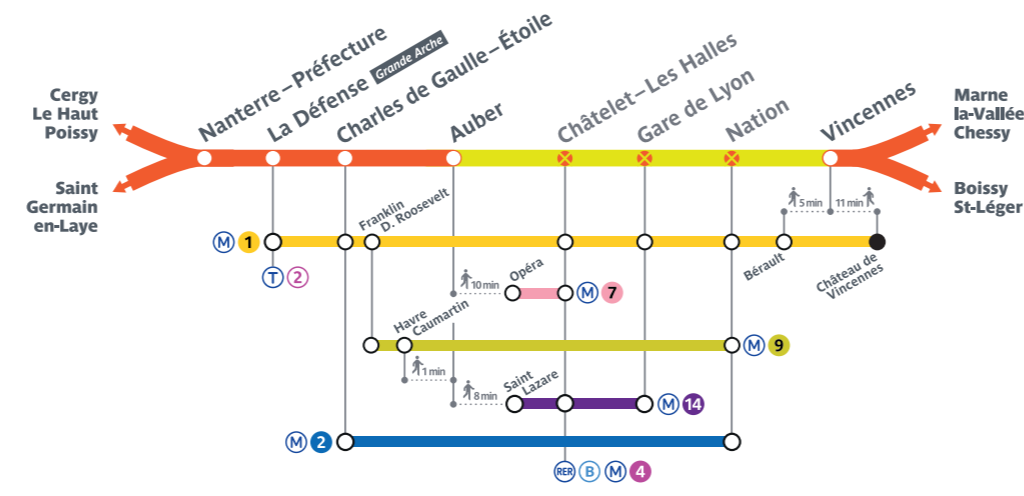 Nanterre–Préfecture
La Défense Grande Arche
Charles de Gaulle–Étoile
Auber
Châtelet–Les Halles
Gare de Lyon
Nation
Vincennes
Cergy
Le Haut
Poissy
Saint
Germain
en-Laye
Marne
la-Vallée
Chessy
Boissy
St-Léger
5 min
11 min
Franklin
D. Roosevelt
M 1
Bérault
Château de
Vincennes
T 2
10 min
Opéra
M 7
Havre
Caumartin
M 9
1 min
8 min
Saint
Lazare
M 14
M 2
RER B M 4